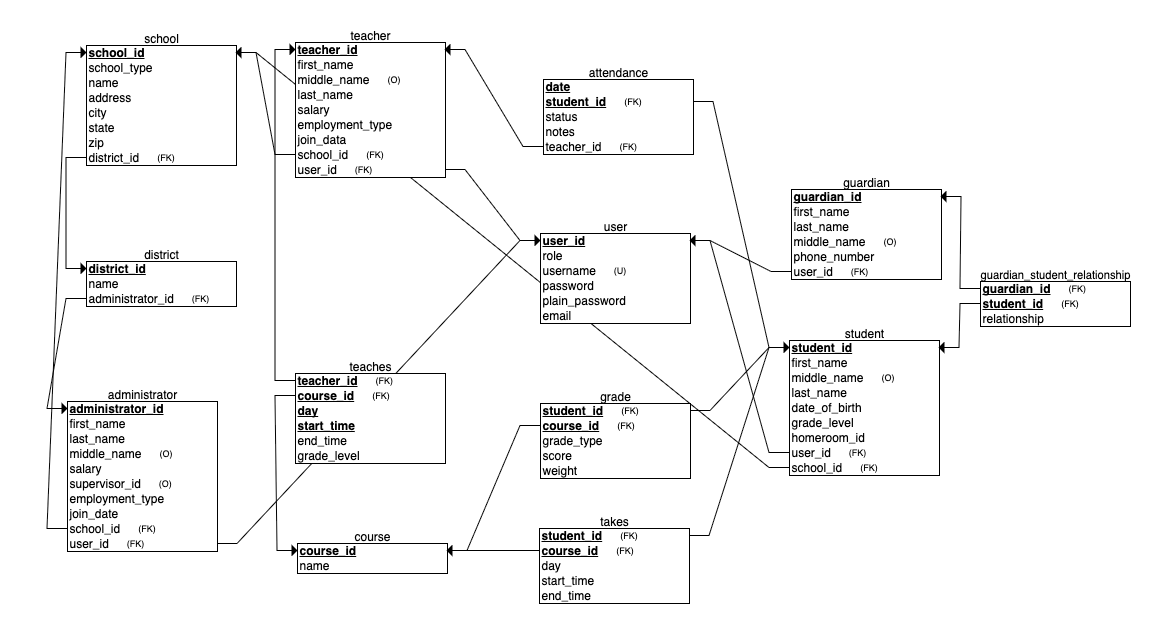 school
school_id
school_type
name
address
city
state
zip
district_id (FK)
teacher
teacher_id
first_name
middle_name (O)
last_name
salary
employment_type
join_data
school_id (FK)
user_id (FK)
attendance
date
student_id (FK)
status
notes
teacher_id (FK)
guardian
guardian_id
first_name
last_name
middle_name (O)
phone_number
user_id (FK)
district
district_id
name
administrator_id (FK)
user
user_id
role
username (U)
password
plain_password
email
guardian_student_relationship
guardian_id (FK)
student_id (FK)
relationship
student
student_id
first_name
middle_name (O)
last_name
date_of_birth
grade_level
homeroom_id
user_id (FK)
school_id (FK)
administrator
administrator_id
first_name
last_name
middle_name (O)
salary
supervisor_id (O)
employment_type
join_date
school_id (FK)
user_id (FK)
teaches
teacher_id (FK)
course_id (FK)
day
start_time
end_time
grade_level
grade
student_id (FK)
course_id (FK)
grade_type
score
weight
course
course_id
name
takes
student_id (FK)
course_id (FK)
day
start_time
end_time